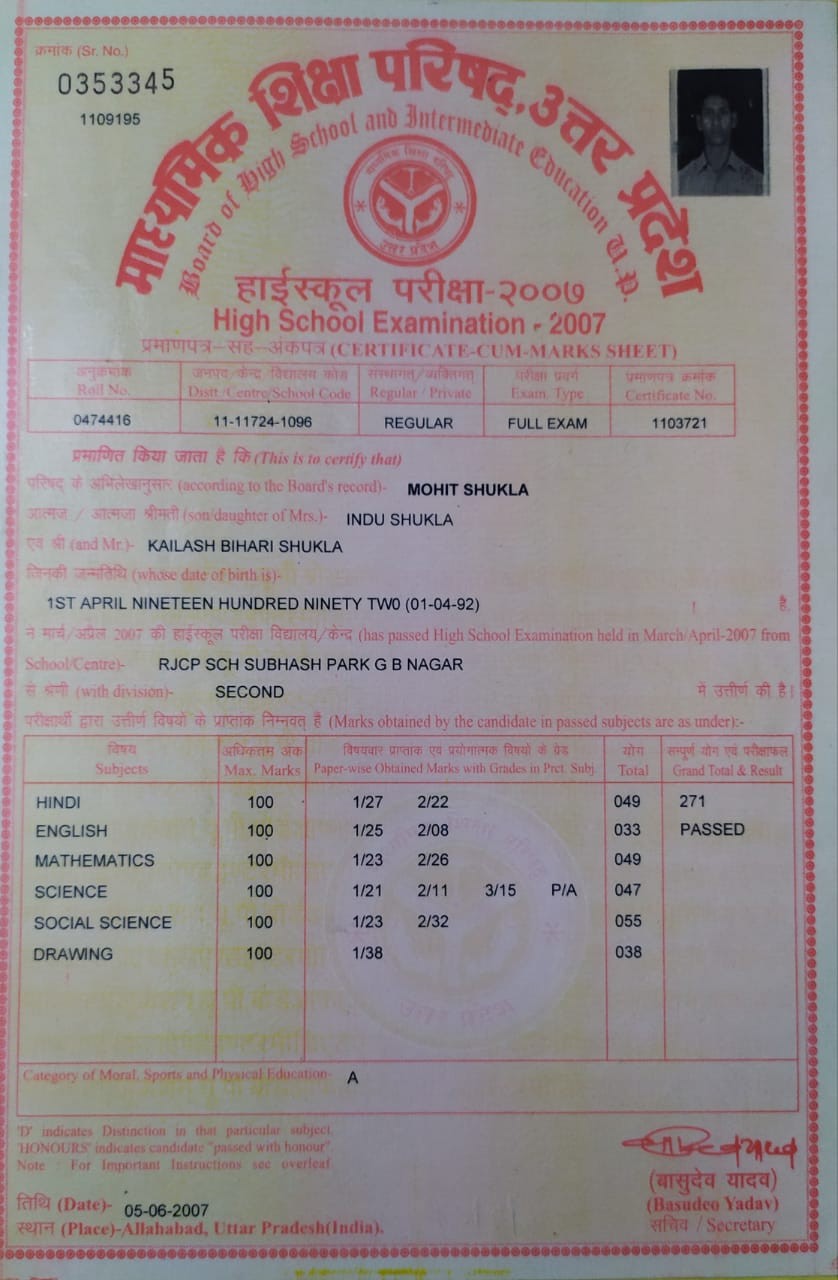 क्रमांक (Sr. No.)
0353345
1109195
माध्यमिक शिक्षा परिषद्, उत्तर प्रदेश
Board of High School and Intermediate Education U.P.
माध्यमिक शिक्षा परिषद्
उत्तर प्रदेश
हाईस्कूल परीक्षा-२००७
High School Examination - 2007
प्रमाणपत्र-सह-अंकपत्र (CERTIFICATE-CUM-MARKS SHEET)
अनुक्रमांक जनपद/केन्द्र/विद्यालय कोड संस्थागत/व्यक्तिगत परीक्षा प्रवर्ग प्रमाणपत्र क्रमांक
Roll No. Distt./Centre/School Code Regular / Private Exam. Type Certificate No.
0474416 11-11724-1096 REGULAR FULL EXAM 1103721
प्रमाणित किया जाता है कि (This is to certify that)
परिषद् के अभिलेखानुसार (according to the Board's record)- MOHIT SHUKLA
आत्मज / आत्मजा श्रीमती (son/daughter of Mrs.)- INDU SHUKLA
एवं श्री (and Mr.)- KAILASH BIHARI SHUKLA
जिनकी जन्मतिथि (whose date of birth is)-
1ST APRIL NINETEEN HUNDRED NINETY TW0 (01-04-92) है,
ने मार्च/अप्रैल 2007 की हाईस्कूल परीक्षा विद्यालय/केन्द्र (has passed High School Examination held in March/April-2007 from
School/Centre)- RJCP SCH SUBHASH PARK G B NAGAR
से श्रेणी (with division)- SECOND में उत्तीर्ण की है।
परीक्षार्थी द्वारा उत्तीर्ण विषयों के प्राप्तांक निम्नवत् हैं (Marks obtained by the candidate in passed subjects are as under):-
विषय अधिकतम अंक विषयवार प्राप्तांक एवं प्रयोगात्मक विषयों के ग्रेड योग सम्पूर्ण योग एवं परीक्षाफल
Subjects Max. Marks Paper-wise Obtained Marks with Grades in Prct. Subj. Total Grand Total & Result
HINDI 100 1/27 2/22 049 271
ENGLISH 100 1/25 2/08 033 PASSED
MATHEMATICS 100 1/23 2/26 049
SCIENCE 100 1/21 2/11 3/15 P/A 047
SOCIAL SCIENCE 100 1/23 2/32 055
DRAWING 100 1/38 038
Category of Moral, Sports and Physical Education- A
'D' indicates Distinction in that particular subject.
'HONOURS' indicates candidate "passed with honour".
Note : For Important Instructions see overleaf
(बासुदेव यादव)
(Basudeo Yadav)
सचिव / Secretary
तिथि (Date)- 05-06-2007
स्थान (Place)-Allahabad, Uttar Pradesh(India).